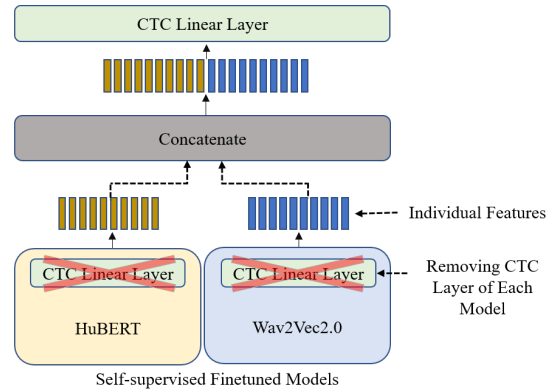 CTC Linear Layer
Concatenate
Individual Features
CTC Linear Layer
CTC Linear Layer
Removing CTC
Layer of Each
Model
HuBERT
Wav2Vec2.0
Self-supervised Finetuned Models